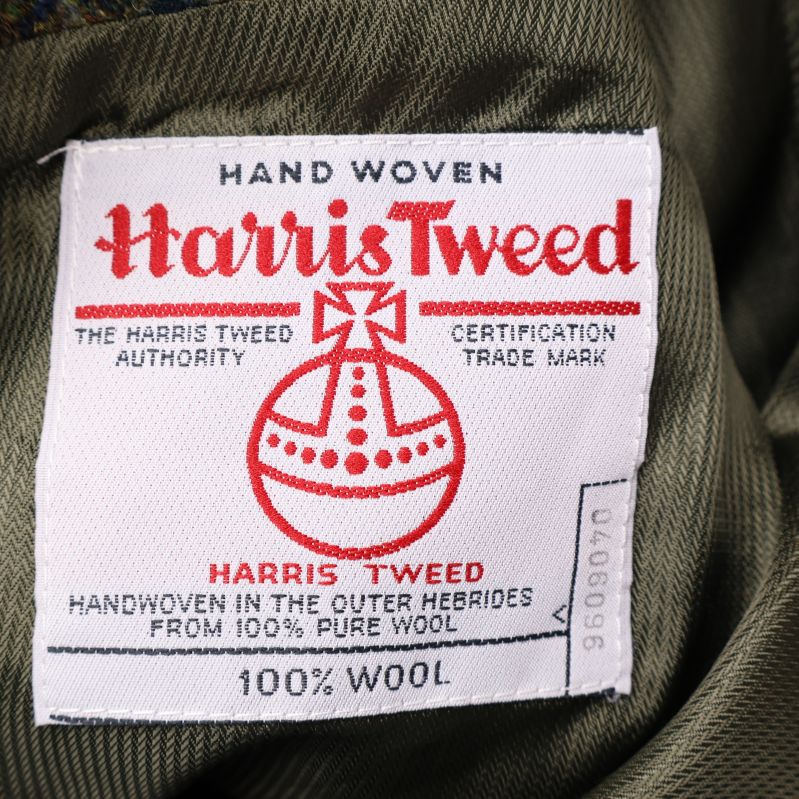 HAND WOVEN
Harris Tweed
THE HARRIS TWEED
AUTHORITY
CERTIFICATION
TRADE MARK
HARRIS TWEED
HANDWOVEN IN THE OUTER HEBRIDES
FROM 100% PURE WOOL
100% WOOL
0406096